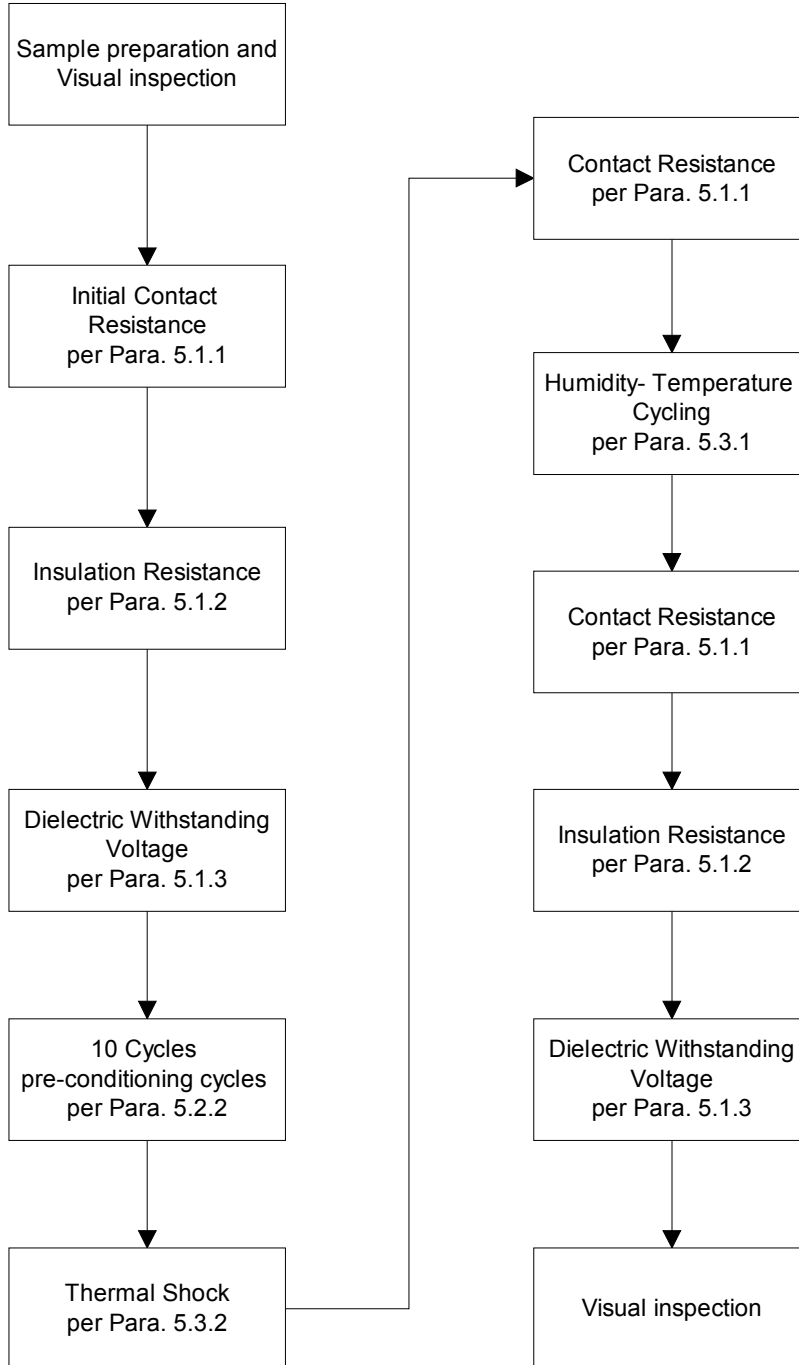 Sample preparation and
Visual inspection
Initial Contact
Resistance
per Para. 5.1.1
Insulation Resistance
per Para. 5.1.2
Dielectric Withstanding
Voltage
per Para. 5.1.3
10 Cycles
pre-conditioning cycles
per Para. 5.2.2
Thermal Shock
per Para. 5.3.2
Contact Resistance
per Para. 5.1.1
Humidity- Temperature
Cycling
per Para. 5.3.1
Contact Resistance
per Para. 5.1.1
Insulation Resistance
per Para. 5.1.2
Dielectric Withstanding
Voltage
per Para. 5.1.3
Visual inspection